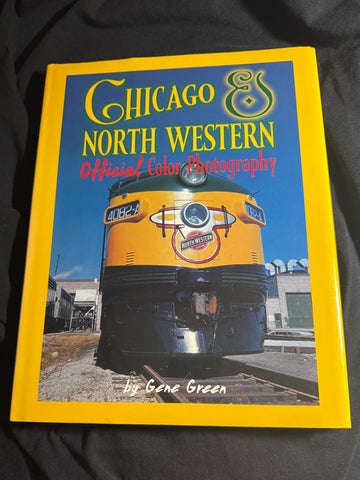 CHICAGO &
NORTH WESTERN
Official Color Photography
4082-A
NORTH WESTERN
by Gene Green